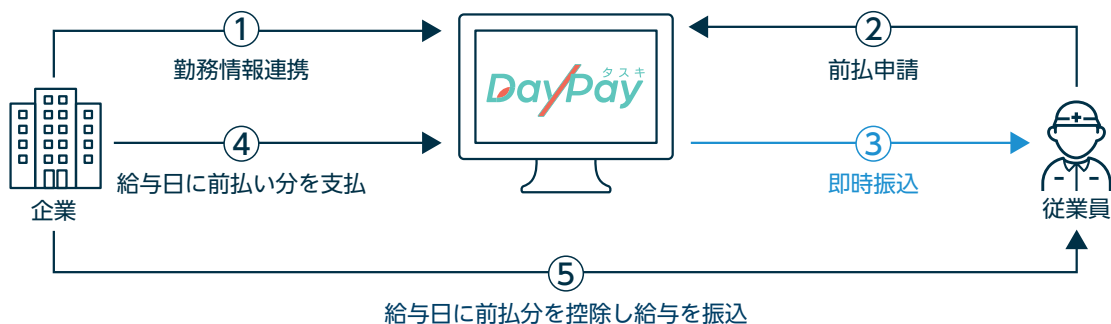 ①
勤務情報連携
②
前払申請
タスキ
Day/Pay
④
給与日に前払い分を支払
③
即時振込
企業
従業員
⑤
給与日に前払分を控除し給与を振込